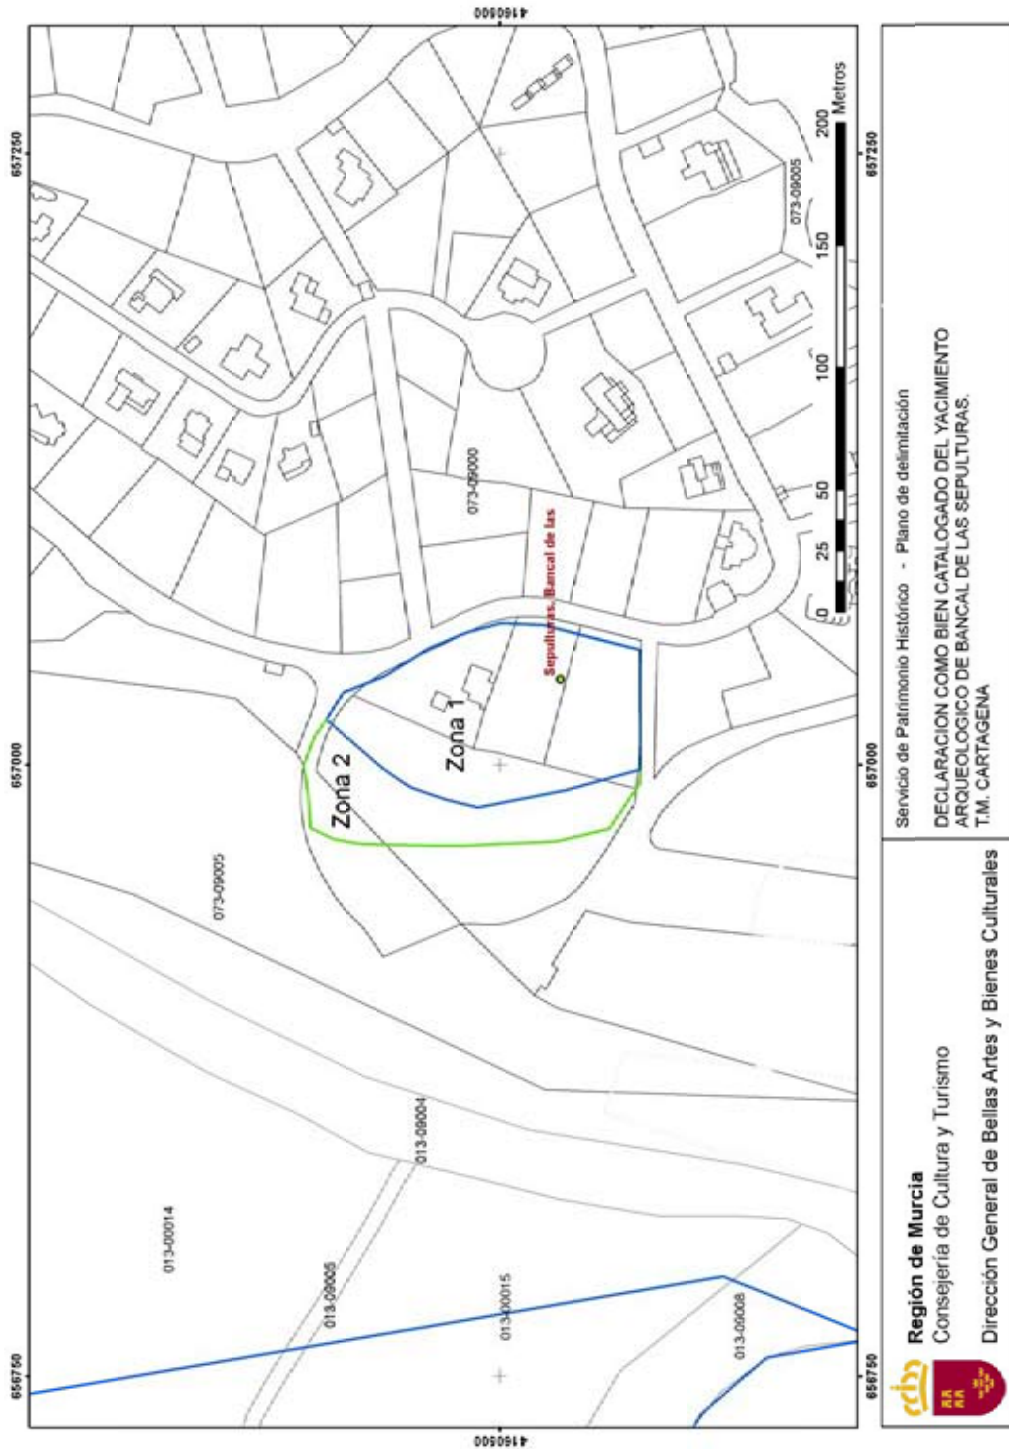 656750
657000
657250
4160500
4160500
013-00014
073-09005
013-09005
Zona 2
013-09004
Zona 1
073-09000
013-00015
Sepulturas, Bancal de las
013-09008
073-09005
0 25 50 100 150 200
Metros
656750
657000
657250
Región de Murcia
Consejería de Cultura y Turismo
Dirección General de Bellas Artes y Bienes Culturales
Servicio de Patrimonio Histórico - Plano de delimitación
DECLARACION COMO BIEN CATALOGADO DEL YACIMIENTO
ARQUEOLOGICO DE BANCAL DE LAS SEPULTURAS.
T.M. CARTAGENA